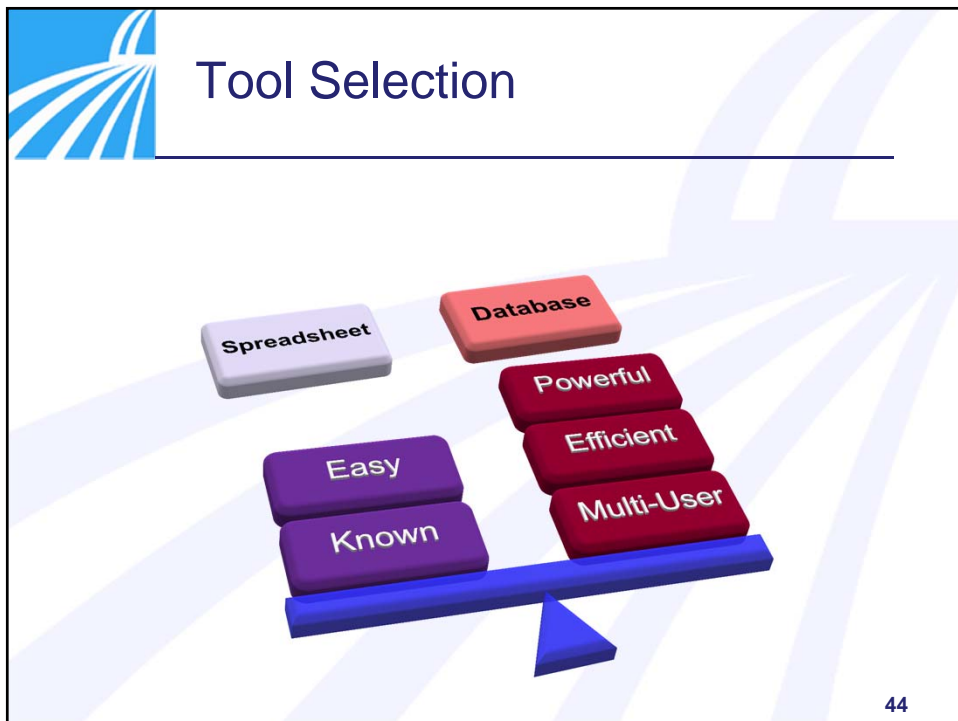 Tool Selection
Spreadsheet
Database
Easy
Known
Powerful
Efficient
Multi-User
44